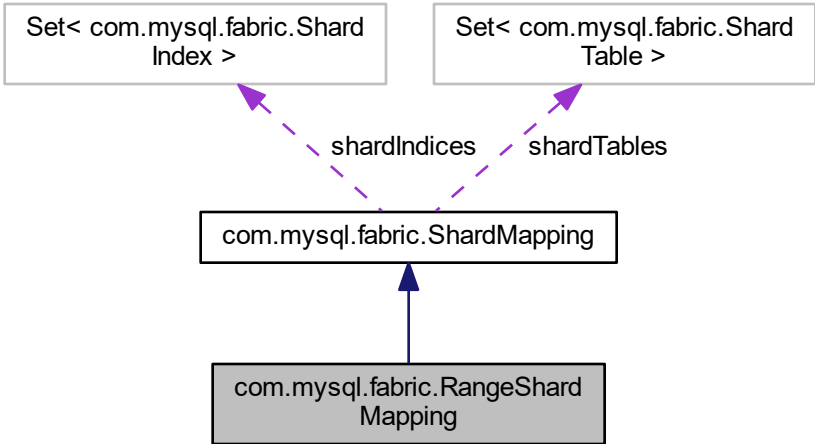 Set< com.mysql.fabric.Shard
Index >
Set< com.mysql.fabric.Shard
Table >
shardIndices
shardTables
com.mysql.fabric.ShardMapping
com.mysql.fabric.RangeShard
Mapping